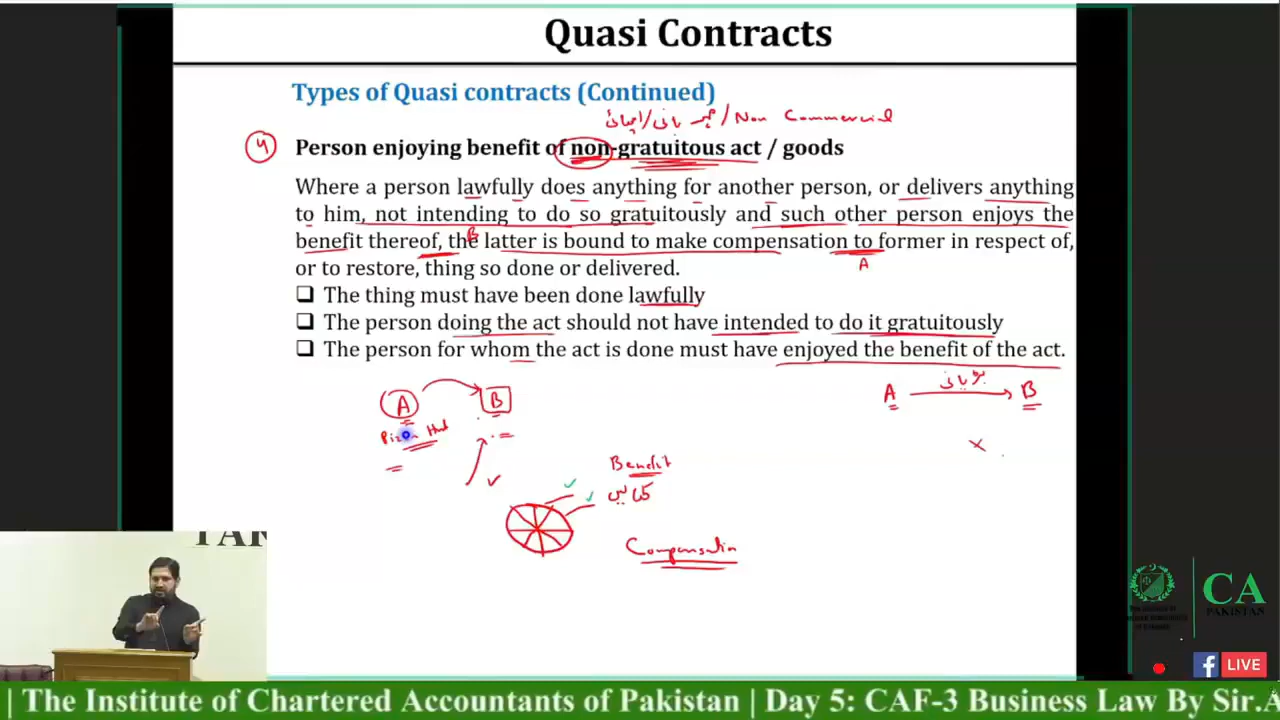 Quasi Contracts
Types of Quasi contracts (Continued)
/ Non Commercial
4 Person enjoying benefit of non-gratuitous act / goods
Where a person lawfully does anything for another person, or delivers anything
to him, not intending to do so gratuitously and such other person enjoys the
B
benefit thereof, the latter is bound to make compensation to former in respect of,
A
or to restore, thing so done or delivered.
❑ The thing must have been done lawfully
❑ The person doing the act should not have intended to do it gratuitously
❑ The person for whom the act is done must have enjoyed the benefit of the act.
A B
A بریانی B
Hut
Benefit
Compensation
CA
PAKISTAN
LIVE
| The Institute of Chartered Accountants of Pakistan | Day 5: CAF-3 Business Law By Sir.A